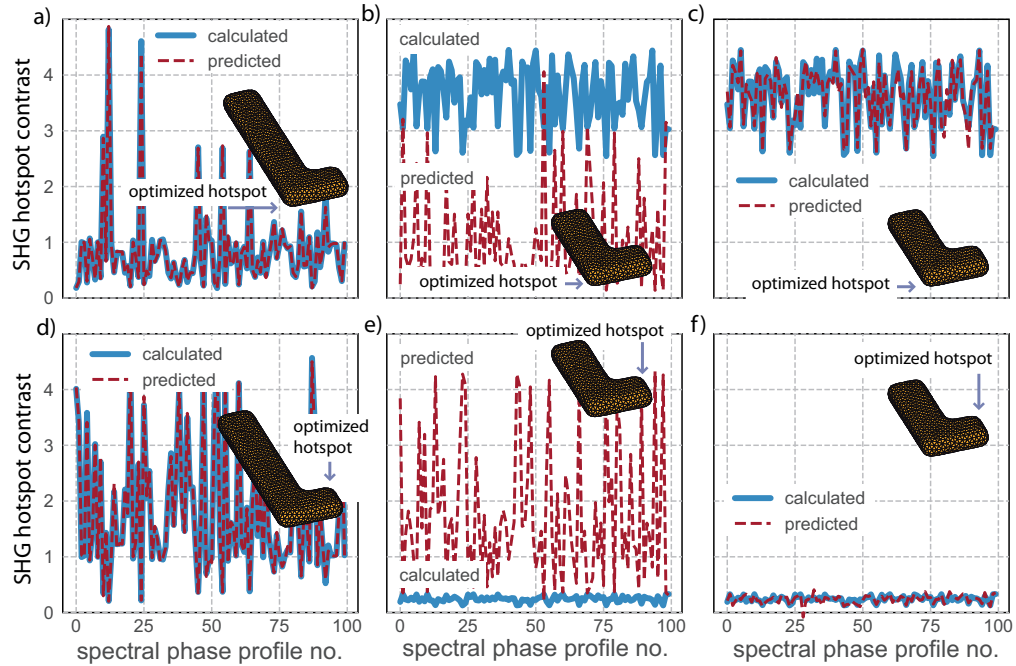 a)
calculated
predicted
optimized hotspot
SHG hotspot contrast
5
4
3
2
1
0
b)
calculated
predicted
optimized hotspot
c)
calculated
predicted
optimized hotspot
d)
calculated
predicted
optimized
hotspot
SHG hotspot contrast
5
4
3
2
1
0
0 25 50 75 100
spectral phase profile no.
e)
optimized hotspot
predicted
calculated
0 25 50 75 100
spectral phase profile no.
f)
optimized hotspot
calculated
predicted
0 25 50 75 100
spectral phase profile no.